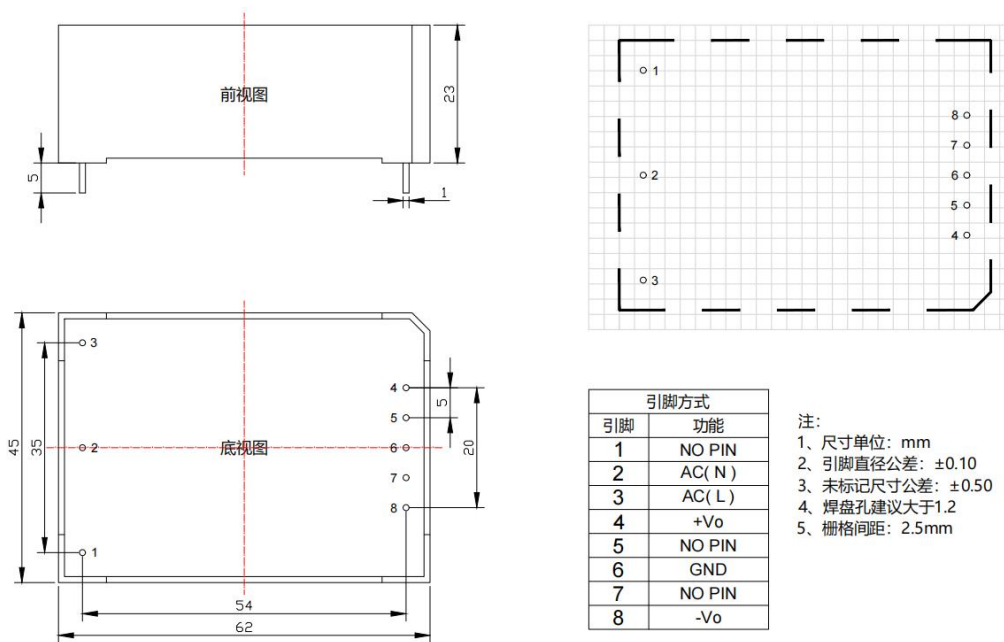 前视图
23
5
1
1
2
3
8
7
6
5
4
3
2
1
4
5
6
7
8
底视图
45
35
5
20
54
62
引脚方式
引脚 功能
1 NO PIN
2 AC( N )
3 AC( L )
4 +Vo
5 NO PIN
6 GND
7 NO PIN
8 -Vo
注:
1、尺寸单位:mm
2、引脚直径公差:±0.10
3、未标记尺寸公差:±0.50
4、焊盘孔建议大于1.2
5、栅格间距:2.5mm